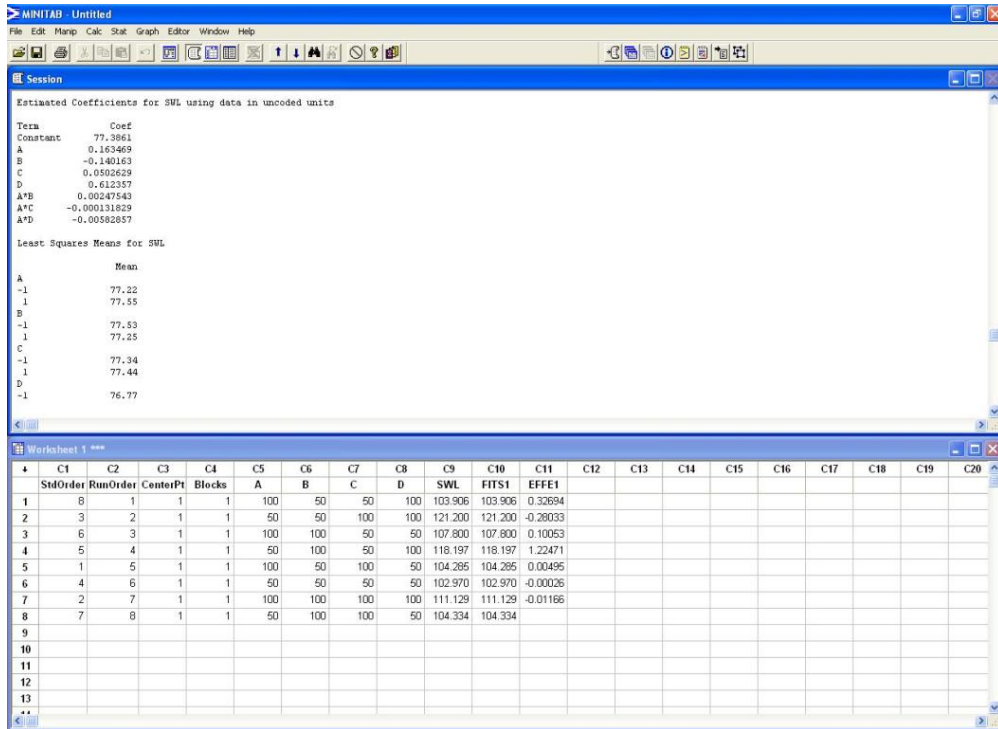 MINITAB - Untitled
File Edit Manip Calc Stat Graph Editor Window Help
Session
Estimated Coefficients for SWL using data in uncoded units
Term Coef
Constant 77.3861
A 0.163469
B -0.140163
C 0.0502629
D 0.612357
A*B 0.00247543
A*C -0.000131829
A*D -0.00582857
Least Squares Means for SWL
Mean
A
-1 77.22
1 77.55
B
-1 77.53
1 77.25
C
-1 77.34
1 77.44
D
-1 76.77
Worksheet 1 ***
C1 C2 C3 C4 C5 C6 C7 C8 C9 C10 C11 C12 C13 C14 C15 C16 C17 C18 C19 C20
StdOrder RunOrder CenterPt Blocks A B C D SWL FITS1 EFFE1
1 8 1 1 1 100 50 50 100 103.906 103.906 0.32694
2 3 2 1 1 50 50 100 100 121.200 121.200 -0.28033
3 6 3 1 1 100 100 50 50 107.800 107.800 0.10053
4 5 4 1 1 50 100 50 100 118.197 118.197 1.22471
5 1 5 1 1 100 50 100 50 104.285 104.285 0.00495
6 4 6 1 1 50 50 50 50 102.970 102.970 -0.00026
7 2 7 1 1 100 100 100 100 111.129 111.129 -0.01166
8 7 8 1 1 50 100 100 50 104.334 104.334
9
10
11
12
13